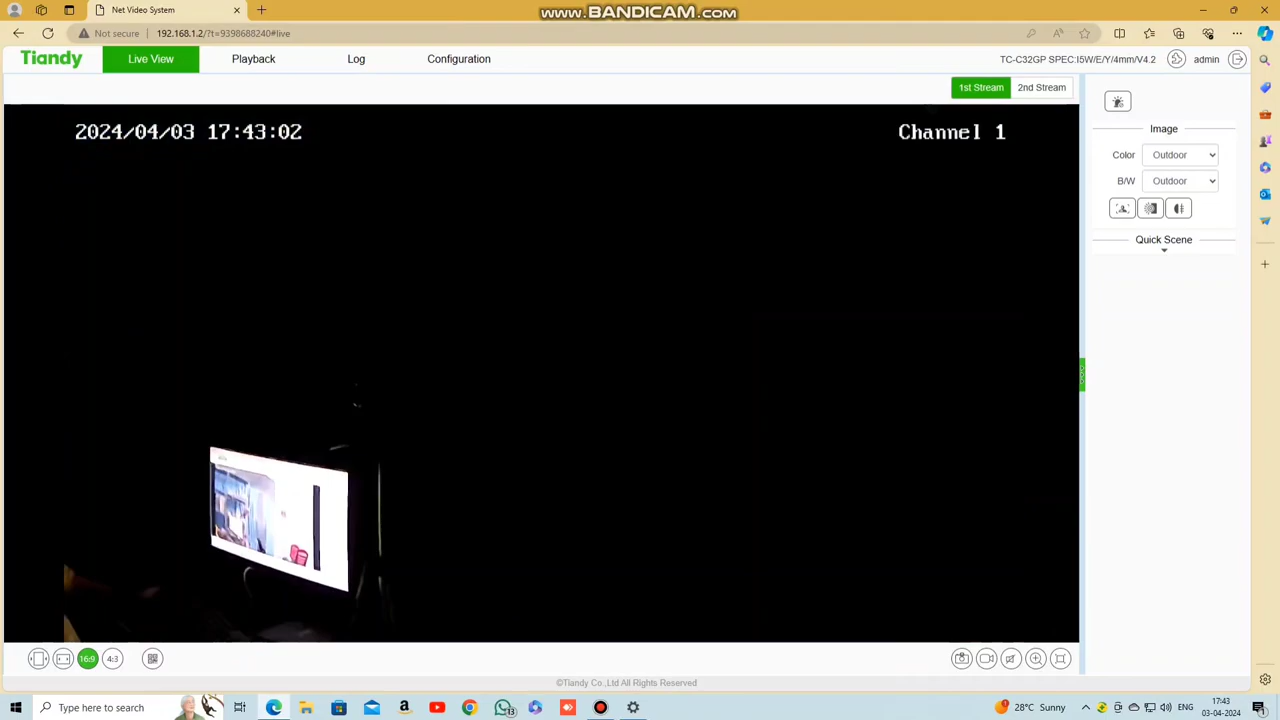 www.BANDICAM.com
Net Video System
Not secure
192.168.1.2/?t=9398688240#live
Tiandy
Live View
Playback
Log
Configuration
TC-C32GP SPEC:I5W/E/Y/4mm/V4.2
admin
1st Stream
2nd Stream
2024/04/03 17:43:02
Channel 1
Image
Color
Outdoor
B/W
Outdoor
Quick Scene
16:9
4:3
©Tiandy Co.,Ltd All Rights Reserved
Type here to search
28°C Sunny
ENG
17:43
03-04-2024